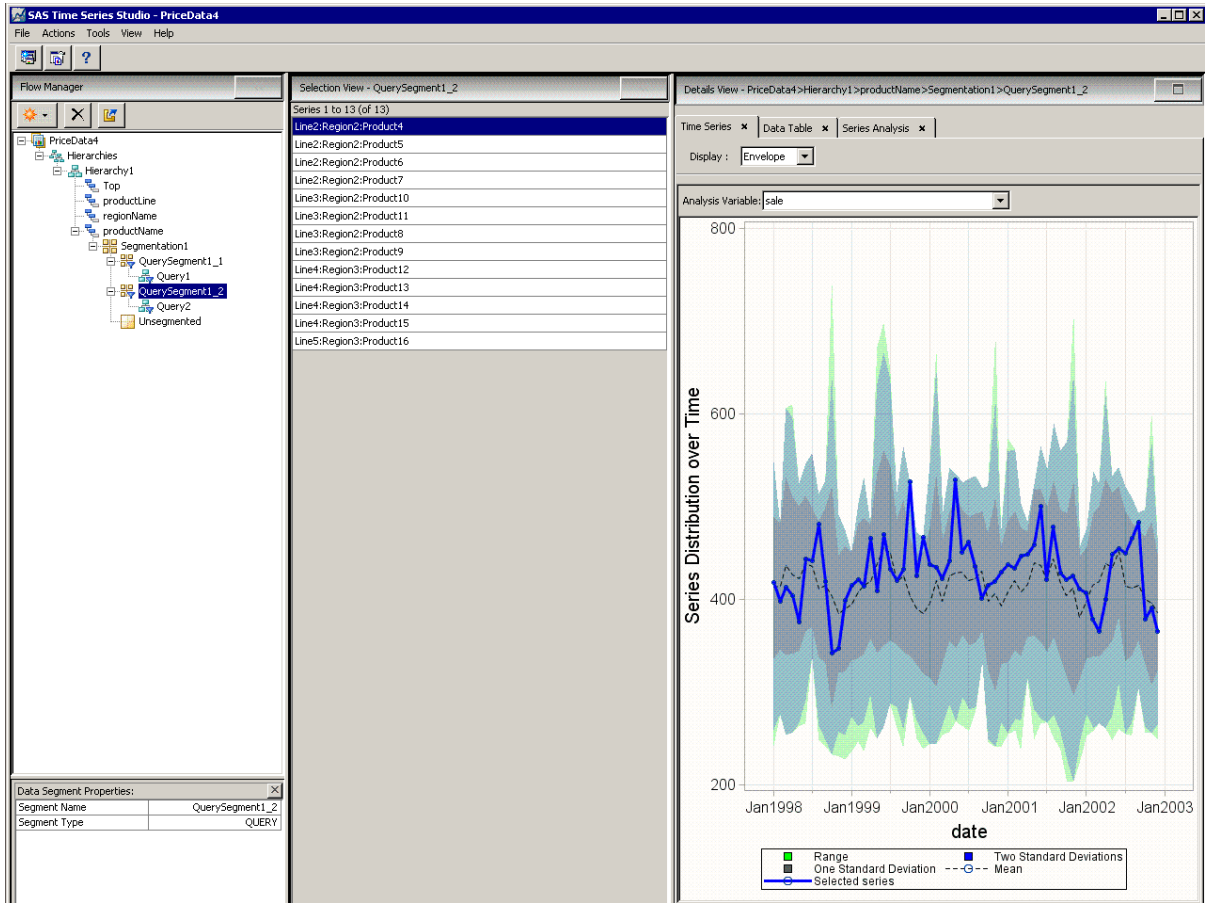 SAS Time Series Studio - PriceData4
File Actions Tools View Help
Flow Manager
PriceData4
Hierarchies
Hierarchy1
Top
productLine
regionName
productName
Segmentation1
QuerySegment1_1
Query1
QuerySegment1_2
Query2
Unsegmented
Data Segment Properties:
Segment Name QuerySegment1_2
Segment Type QUERY
Selection View - QuerySegment1_2
Series 1 to 13 (of 13)
Line2:Region2:Product4
Line2:Region2:Product5
Line2:Region2:Product6
Line2:Region2:Product7
Line3:Region2:Product10
Line3:Region2:Product11
Line3:Region2:Product8
Line3:Region2:Product9
Line4:Region3:Product12
Line4:Region3:Product13
Line4:Region3:Product14
Line4:Region3:Product15
Line5:Region3:Product16
Details View - PriceData4>Hierarchy1>productName>Segmentation1>QuerySegment1_2
Time Series Data Table Series Analysis
Display : Envelope
Analysis Variable: sale
Series Distribution over Time
800
600
400
200
Jan1998 Jan1999 Jan2000 Jan2001 Jan2002 Jan2003
date
Range Two Standard Deviations
One Standard Deviation Mean
Selected series